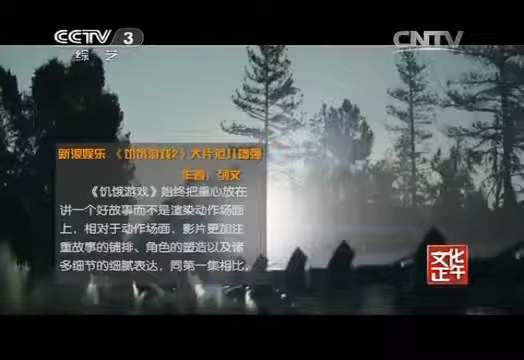 CCTV 3
综艺
CNTV
新浪娱乐 《饥饿游戏2》大片范儿增强
作者：列文
《饥饿游戏》始终把重心放在
讲一个好故事而不是渲染动作场面
上，相对于动作场面，影片更加注
重故事的铺排、角色的塑造以及诸
多细节的细腻表达，同第一集相比，
文化
正午